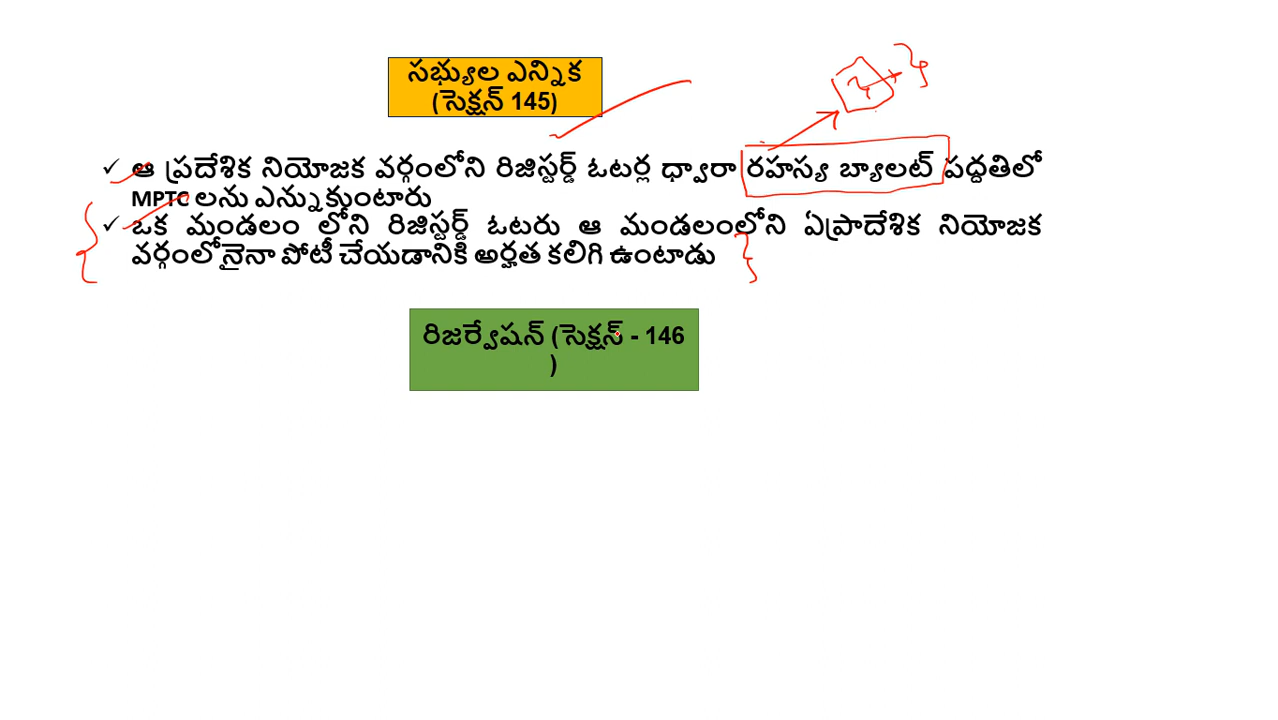 సభ్యుల ఎన్నిక
(సెక్షన్ 145)
ఆ ప్రదేశిక నియోజక వర్గంలోని రిజిస్టర్డ్ ఓటర్ల ధ్వారా రహస్య బ్యాలట్ పద్దతిలో
MPTC లను ఎన్నుకుంటారు
ఒక మండలం లోని రిజిస్టర్డ్ ఓటరు ఆ మండలంలోని ఏప్రాదేశిక నియోజక
వర్గంలోనైనా పోటీ చేయడానికి అర్హత కలిగి ఉంటాడు
రిజర్వేషన్ (సెక్షన్ - 146
)